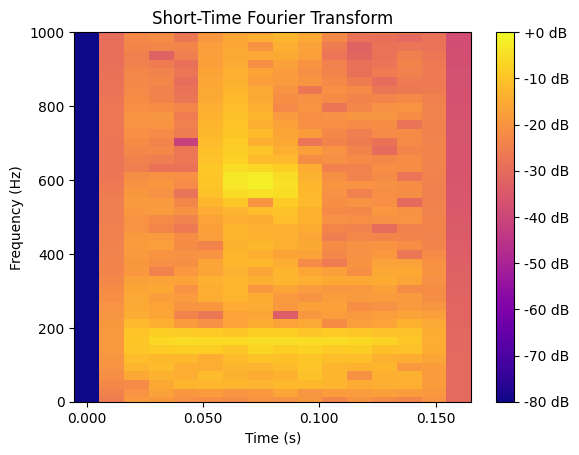 Short-Time Fourier Transform
1000
800
600
400
200
0
Frequency (Hz)
0.000
0.050
0.100
0.150
Time (s)
+0 dB
-10 dB
-20 dB
-30 dB
-40 dB
-50 dB
-60 dB
-70 dB
-80 dB